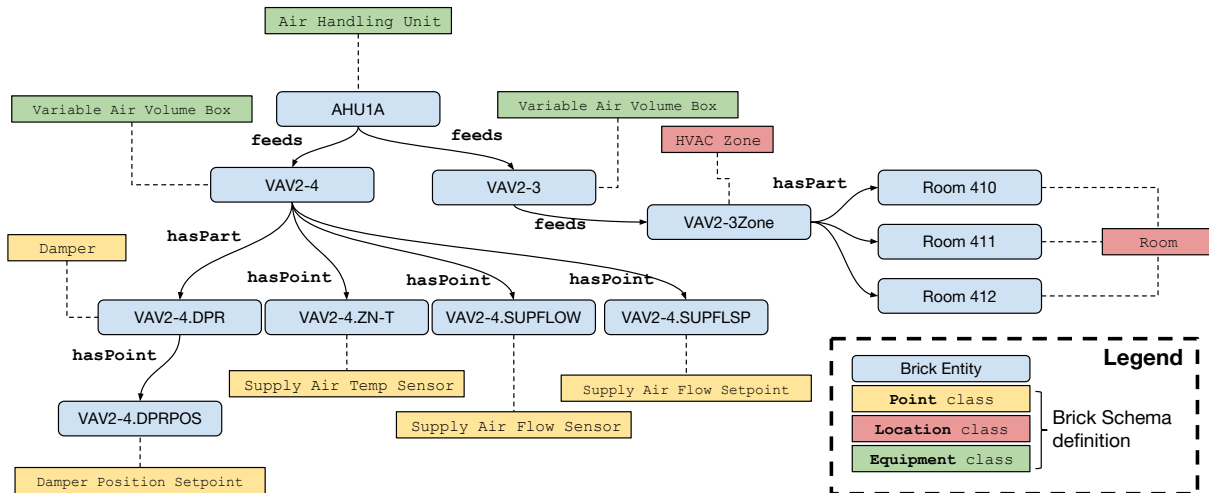 Air Handling Unit
Variable Air Volume Box
AHU1A
Variable Air Volume Box
feeds
feeds
HVAC Zone
VAV2-4
VAV2-3
hasPart
Room 410
feeds
VAV2-3Zone
Room 411
Room
Room 412
Damper
hasPart
hasPoint
hasPoint
hasPoint
VAV2-4.DPR
VAV2-4.ZN-T
VAV2-4.SUPFLOW
VAV2-4.SUPFLSP
hasPoint
Supply Air Temp Sensor
Supply Air Flow Setpoint
VAV2-4.DPRPOS
Supply Air Flow Sensor
Damper Position Setpoint
Legend
Brick Entity
Point class
Location class
Equipment class
Brick Schema
definition